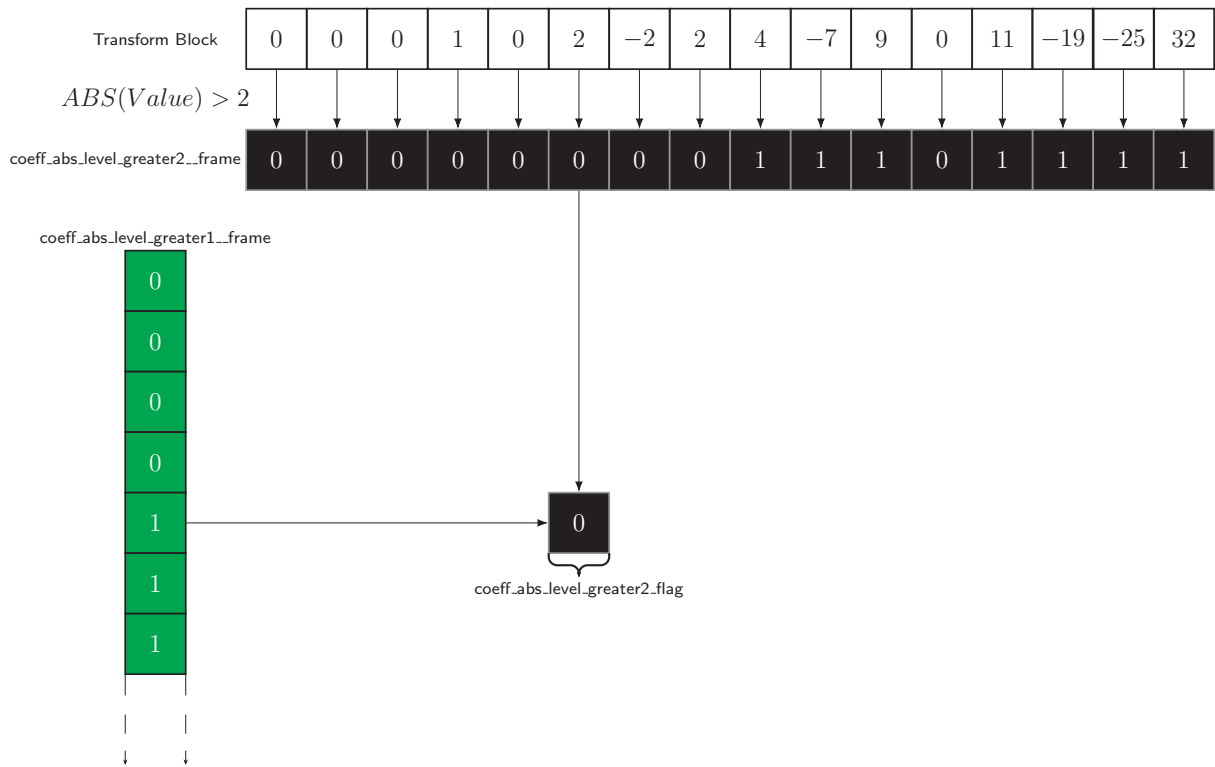 Transform Block 0 0 0 1 0 2 −2 2 4 −7 9 0 11 −19 −25 32
ABS(Value) > 2
coeff_abs_level_greater2__frame 0 0 0 0 0 0 0 0 1 1 1 0 1 1 1 1
coeff_abs_level_greater1__frame
0
0
0
0
1 0
coeff_abs_level_greater2_flag
1
1